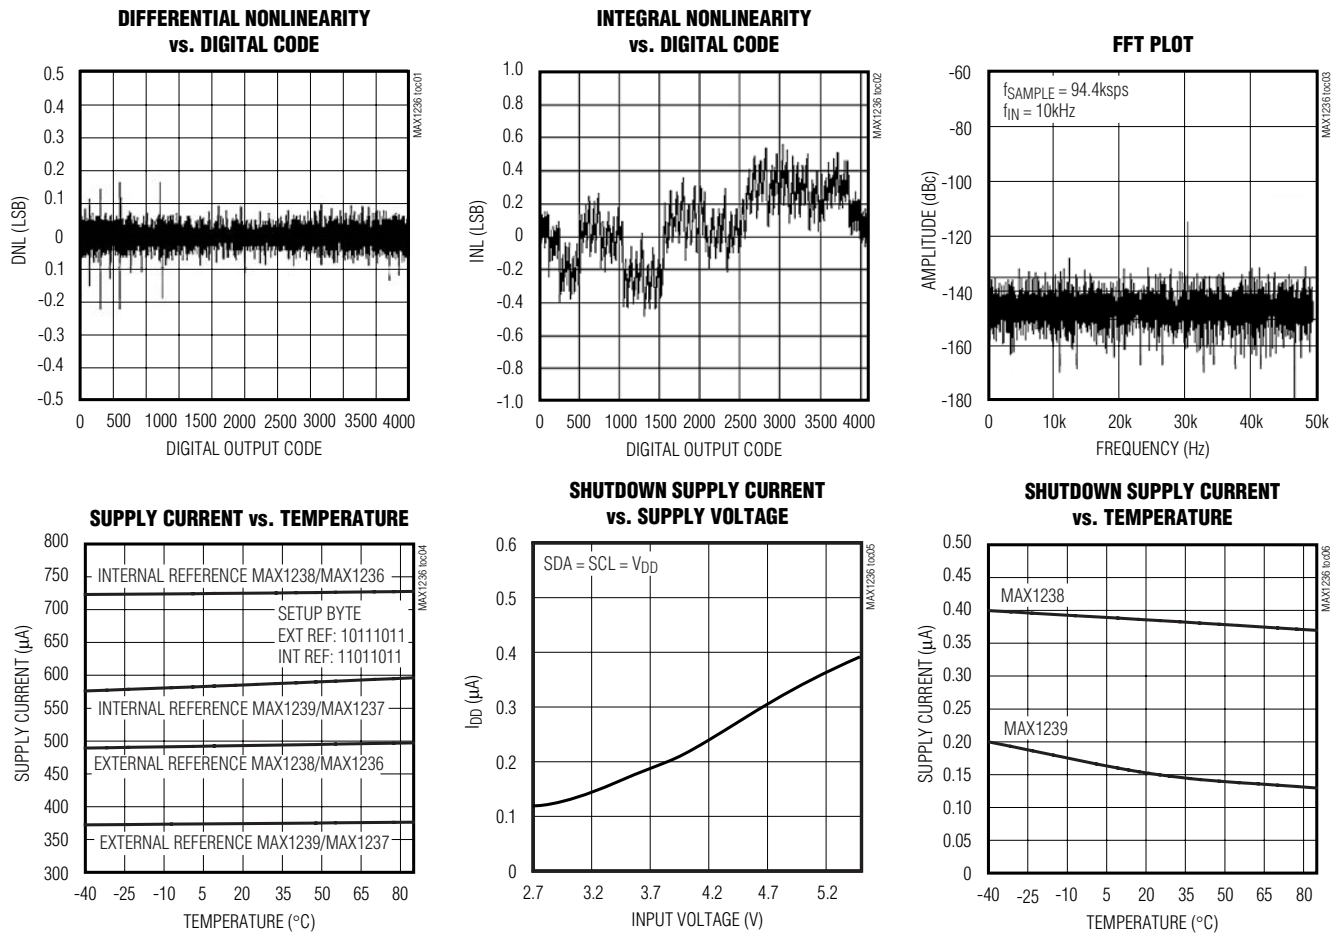 DIFFERENTIAL NONLINEARITY
vs. DIGITAL CODE
MAX1236 toc01
DNL (LSB)
0.5
0.4
0.3
0.2
0.1
0
0.1
-0.2
-0.3
-0.4
-0.5
0 500 1000 1500 2000 2500 3000 3500 4000
DIGITAL OUTPUT CODE
INTEGRAL NONLINEARITY
vs. DIGITAL CODE
MAX1236 toc02
INL (LSB)
1.0
0.8
0.6
0.4
0.2
0
-0.2
-0.4
-0.6
-0.8
-1.0
0 500 1000 1500 2000 2500 3000 3500 4000
DIGITAL OUTPUT CODE
FFT PLOT
MAX1236 toc03
fSAMPLE = 94.4ksps
fIN = 10kHz
AMPLITUDE (dBc)
-60
-80
-100
-120
-140
-160
-180
0 10k 20k 30k 40k 50k
FREQUENCY (Hz)
SUPPLY CURRENT vs. TEMPERATURE
MAX1236 toc04
SUPPLY CURRENT (µA)
800
750
700
650
600
550
500
450
400
350
300
INTERNAL REFERENCE MAX1238/MAX1236
SETUP BYTE
EXT REF: 10111011
INT REF: 11011011
INTERNAL REFERENCE MAX1239/MAX1237
EXTERNAL REFERENCE MAX1238/MAX1236
EXTERNAL REFERENCE MAX1239/MAX1237
-40 -25 -10 5 20 35 50 65 80
TEMPERATURE (°C)
SHUTDOWN SUPPLY CURRENT
vs. SUPPLY VOLTAGE
MAX1236 toc05
SDA = SCL = VDD
IDD (µA)
0.6
0.5
0.4
0.3
0.2
0.1
0
2.7 3.2 3.7 4.2 4.7 5.2
INPUT VOLTAGE (V)
SHUTDOWN SUPPLY CURRENT
vs. TEMPERATURE
MAX1236 toc06
SUPPLY CURRENT (µA)
0.50
0.45
0.40
0.35
0.30
0.25
0.20
0.15
0.10
0.05
0
MAX1238
MAX1239
-40 -25 -10 5 20 35 50 65 80
TEMPERATURE (°C)